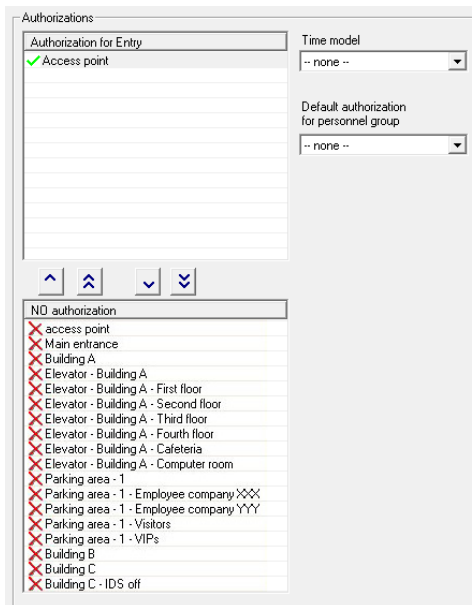 Authorizations
Authorization for Entry
Access point
Time model
-- none --
Default authorization
for personnel group
-- none --
NO authorization
access point
Main entrance
Building A
Elevator - Building A
Elevator - Building A - First floor
Elevator - Building A - Second floor
Elevator - Building A - Third floor
Elevator - Building A - Fourth floor
Elevator - Building A - Cafeteria
Elevator - Building A - Computer room
Parking area - 1
Parking area - 1 - Employee company XXX
Parking area - 1 - Employee company YYY
Parking area - 1 - Visitors
Parking area - 1 - VIPs
Building B
Building C
Building C - IDS off